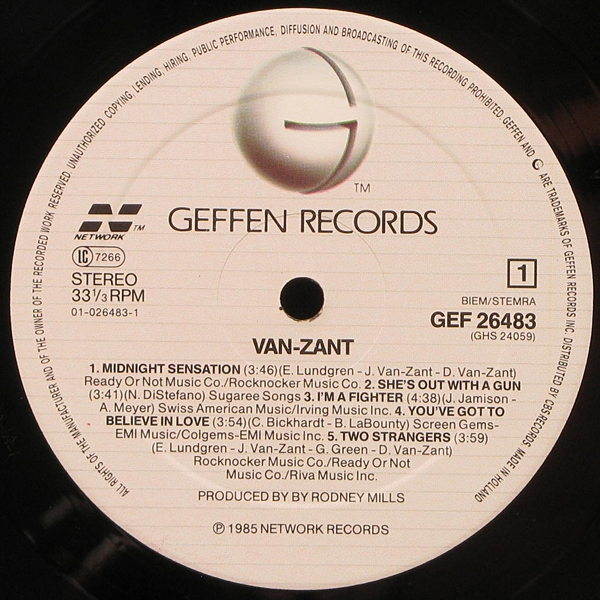 ALL RIGHTS OF THE MANUFACTURER AND OF THE OWNER OF THE RECORDED WORK RESERVED. UNAUTHORIZED COPYING, LENDING, HIRING, PUBLIC PERFORMANCE, DIFFUSION AND BROADCASTING OF THIS RECORDING PROHIBITED. GEFFEN AND G ARE TRADEMARKS OF GEFFEN RECORDS INC. DISTRIBUTED BY CBS-RECORDS MADE IN HOLLAND
G
TM
N TM
NETWORK
GEFFEN RECORDS
LC 7266
STEREO
33⅓ RPM
01-026483-1
1
BIEM/STEMRA
GEF 26483
(GHS 24059)
VAN-ZANT
1. MIDNIGHT SENSATION (3:46)(E. Lundgren - J. Van-Zant - D. Van-Zant)
Ready Or Not Music Co./Rocknocker Music Co. 2. SHE'S OUT WITH A GUN
(3:41)(N. DiStefano) Sugaree Songs 3. I'M A FIGHTER (4:38)(J. Jamison -
A. Meyer) Swiss American Music/Irving Music Inc. 4. YOU'VE GOT TO
BELIEVE IN LOVE (3:54)(C. Bickhardt - B. LaBounty) Screen Gems-
EMI Music/Colgems-EMI Music Inc. 5. TWO STRANGERS (3:59)
(E. Lundgren - J. Van-Zant - G. Green - D. Van-Zant)
Rocknocker Music Co./Ready Or Not
Music Co./Riva Music Inc.
PRODUCED BY BY RODNEY MILLS
℗ 1985 NETWORK RECORDS